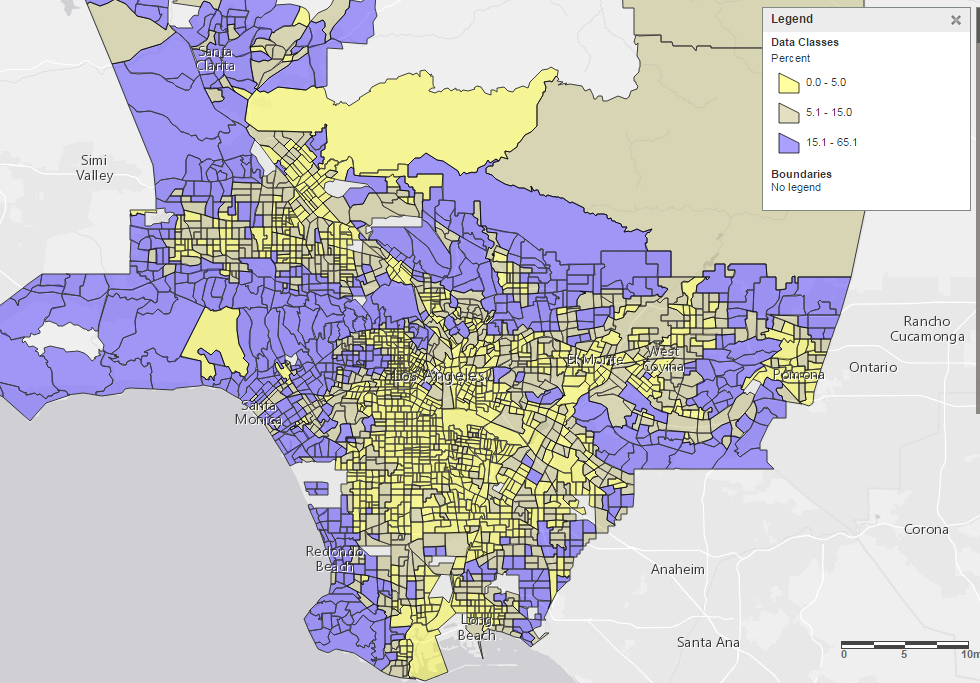 Legend
Data Classes
Percent
0.0 - 5.0
5.1 - 15.0
15.1 - 65.1
Boundaries
No legend
Santa
Clarita
Simi
Valley
Rancho
Cucamonga
El Monte
West
Covina
Ontario
Los Angeles
Pomona
Santa
Monica
Corona
Redondo
Beach
Anaheim
Long
Beach
Santa Ana
0 5 10m